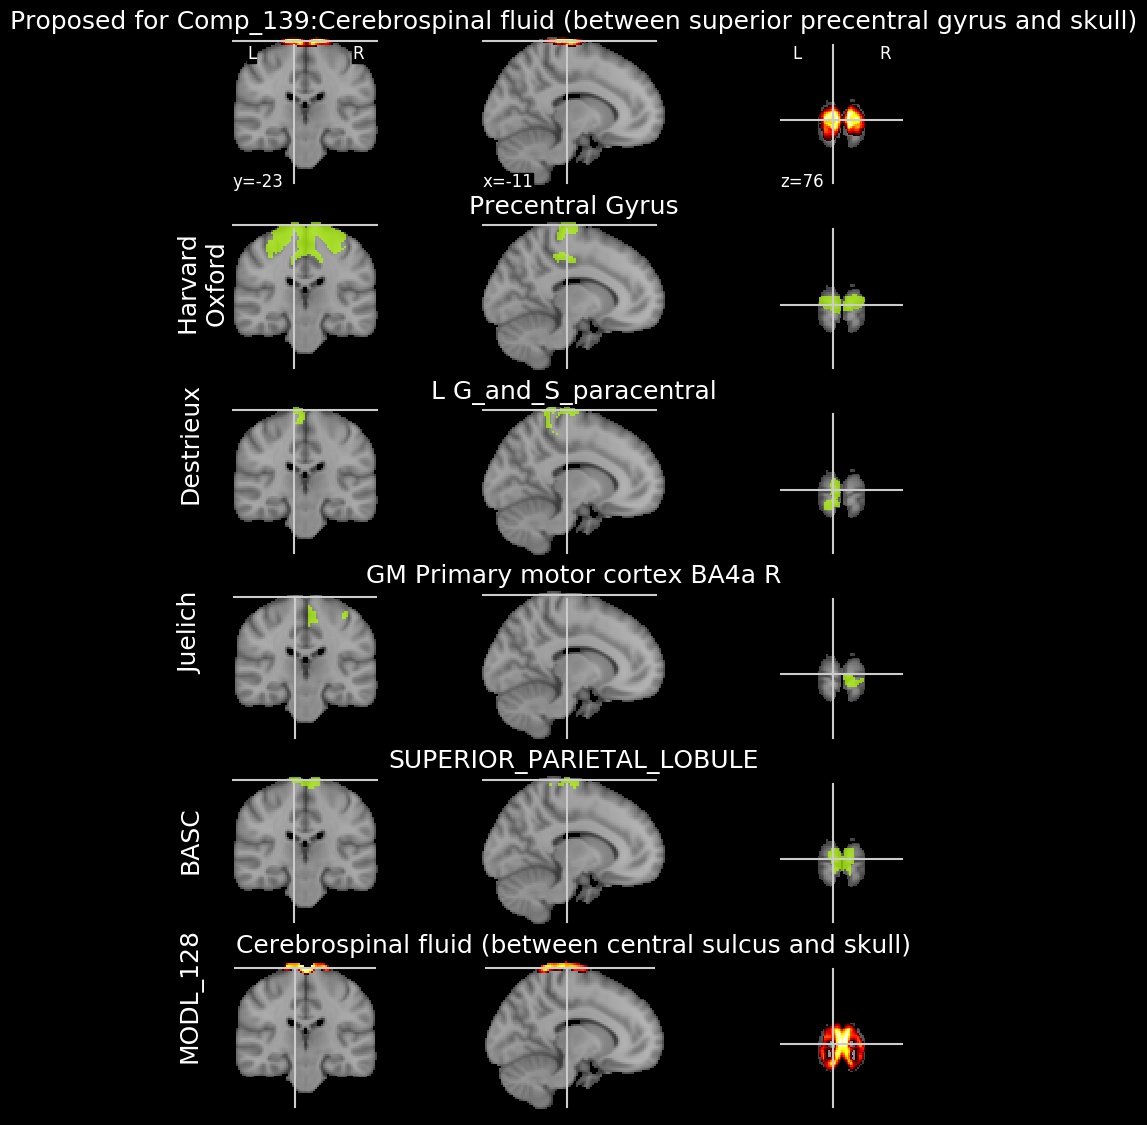 Proposed for Comp_139:Cerebrospinal fluid (between superior precentral gyrus and skull)
L R
L R
y=-23
x=-11
z=76
Precentral Gyrus
Harvard
Oxford
L G_and_S_paracentral
Destrieux
GM Primary motor cortex BA4a R
Juelich
SUPERIOR_PARIETAL_LOBULE
BASC
Cerebrospinal fluid (between central sulcus and skull)
MODL_128